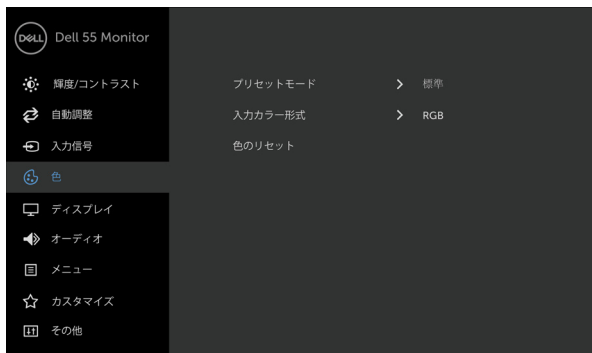 DELL Dell 55 Monitor
輝度/コントラスト プリセットモード > 標準
自動調整 入力カラー形式 > RGB
入力信号 色のリセット
色
ディスプレイ
オーディオ
メニュー
カスタマイズ
その他